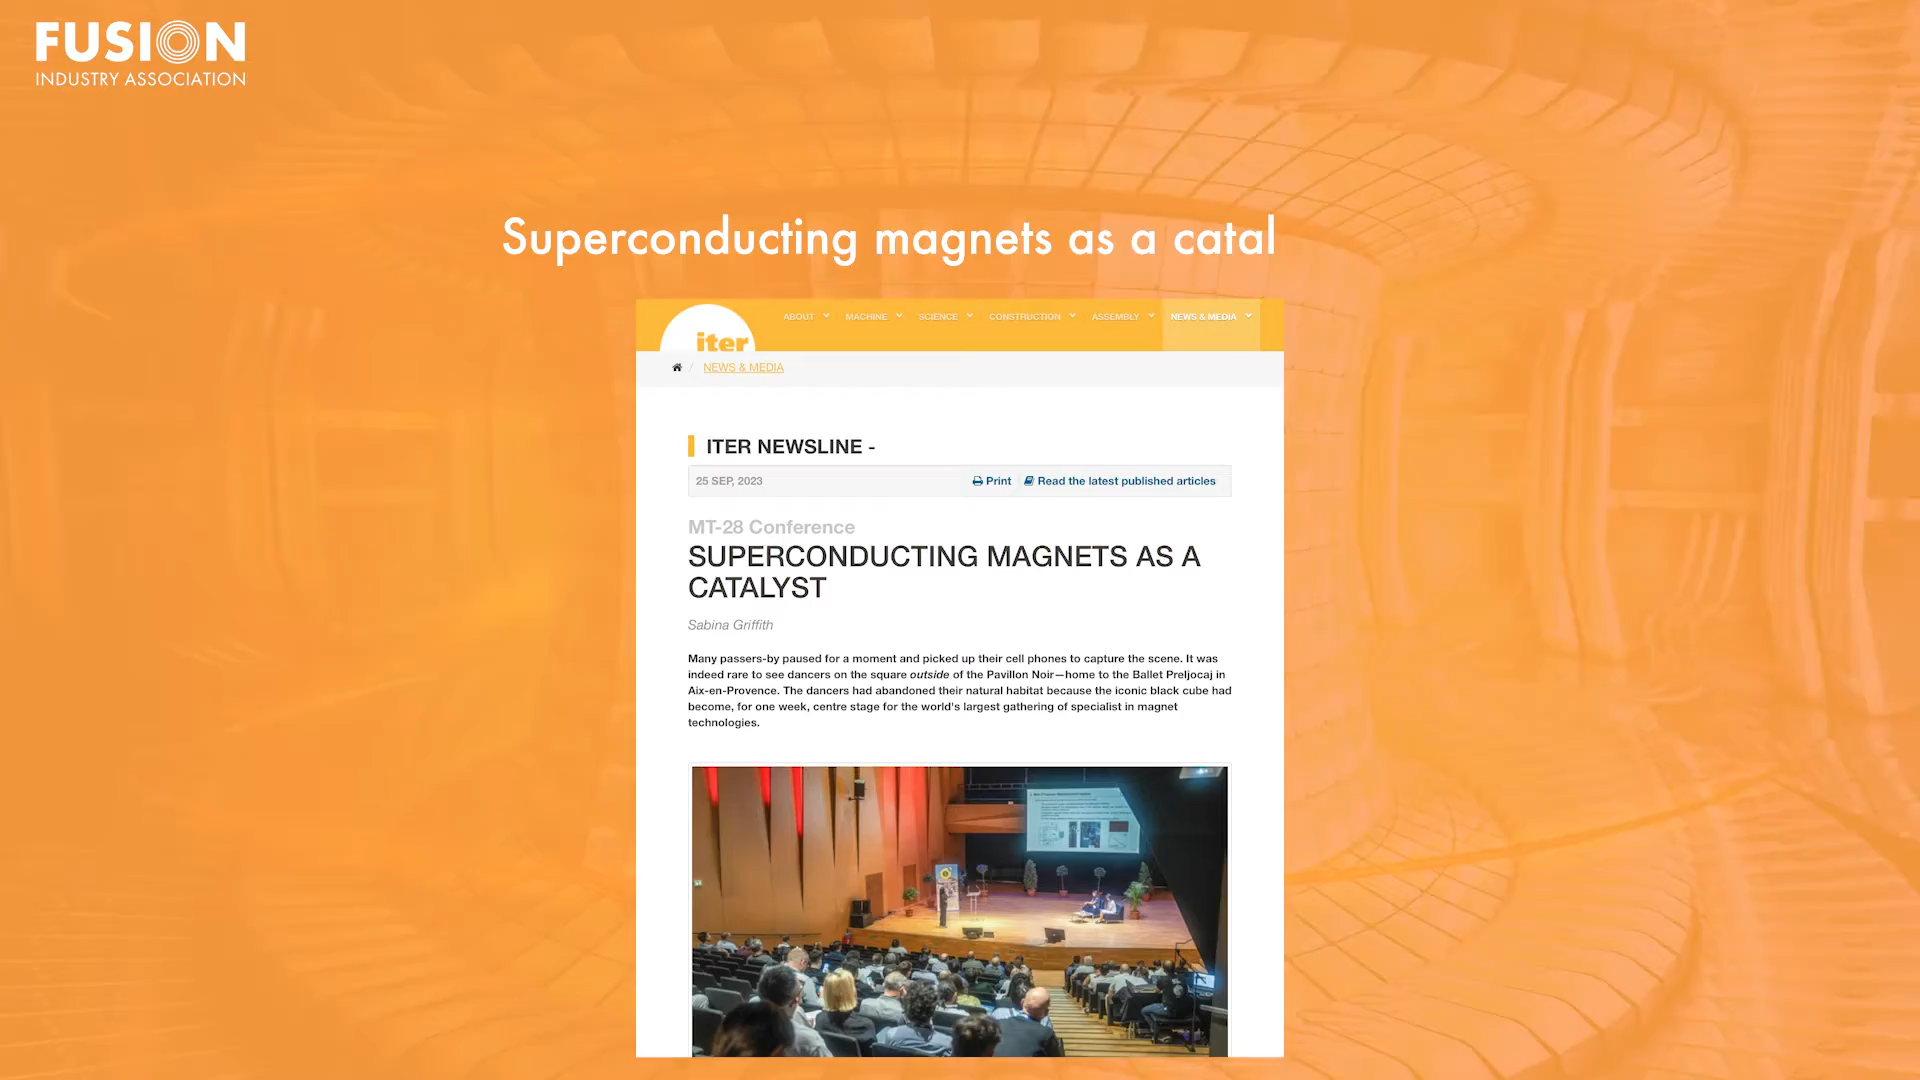 FUSION
INDUSTRY ASSOCIATION
Superconducting magnets as a catal
iter
ABOUT
MACHINE
SCIENCE
CONSTRUCTION
ASSEMBLY
NEWS & MEDIA
/ NEWS & MEDIA
ITER NEWSLINE -
25 SEP, 2023
Print
Read the latest published articles
MT-28 Conference
SUPERCONDUCTING MAGNETS AS A
CATALYST
Sabina Griffith
Many passers-by paused for a moment and picked up their cell phones to capture the scene. It was
indeed rare to see dancers on the square outside of the Pavillon Noir—home to the Ballet Preljocaj in
Aix-en-Provence. The dancers had abandoned their natural habitat because the iconic black cube had
become, for one week, centre stage for the world's largest gathering of specialist in magnet
technologies.